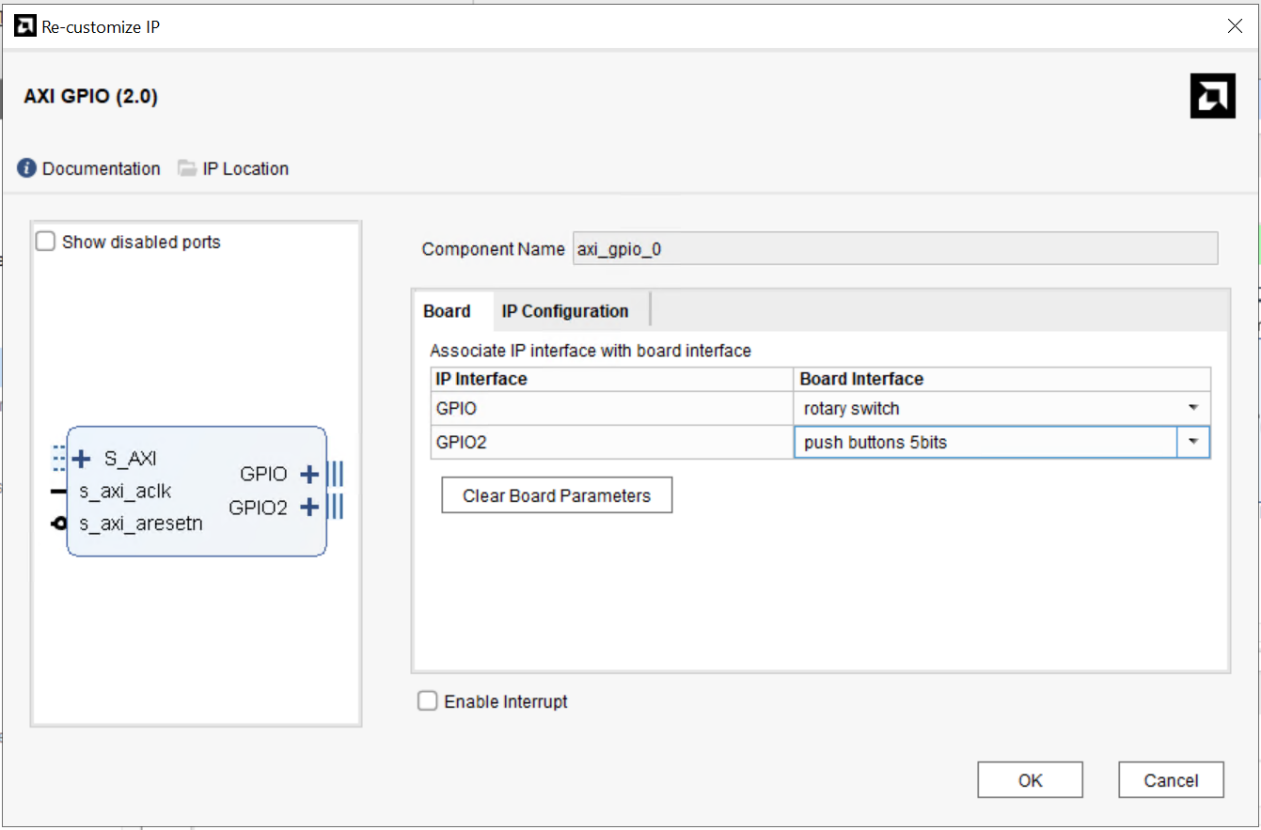 Re-customize IP
AXI GPIO (2.0)
Documentation IP Location
Show disabled ports
Component Name axi_gpio_0
Board IP Configuration
Associate IP interface with board interface
IP Interface Board Interface
GPIO rotary switch
GPIO2 push buttons 5bits
Clear Board Parameters
S_AXI
s_axi_aclk
s_axi_aresetn
GPIO
GPIO2
Enable Interrupt
OK Cancel